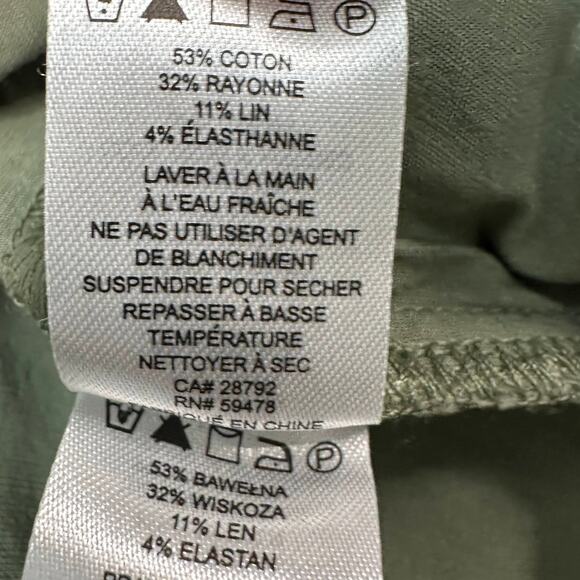 P
53% COTON
32% RAYONNE
11% LIN
4% ÉLASTHANNE
LAVER À LA MAIN
À L'EAU FRAÎCHE
NE PAS UTILISER D'AGENT
DE BLANCHIMENT
SUSPENDRE POUR SECHER
REPASSER À BASSE
TEMPÉRATURE
NETTOYER À SEC
CA# 28792
RN# 59478
EN CHINE
P
53% BAWEŁNA
32% WISKOZA
11% LEN
4% ELASTAN